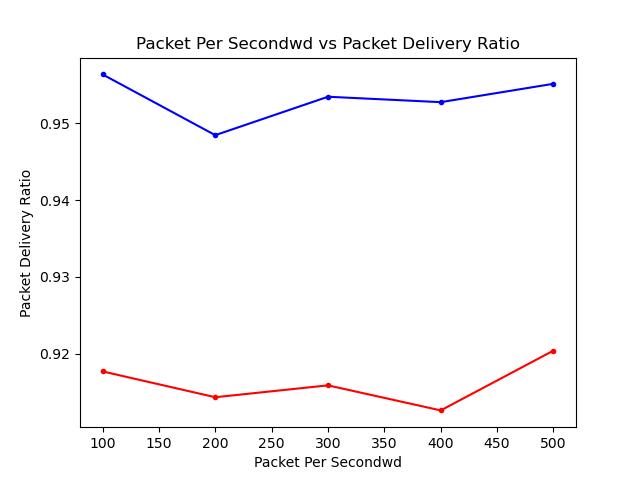 Packet Per Secondwd vs Packet Delivery Ratio
Packet Delivery Ratio
0.95
0.94
0.93
0.92
100 150 200 250 300 350 400 450 500
Packet Per Secondwd